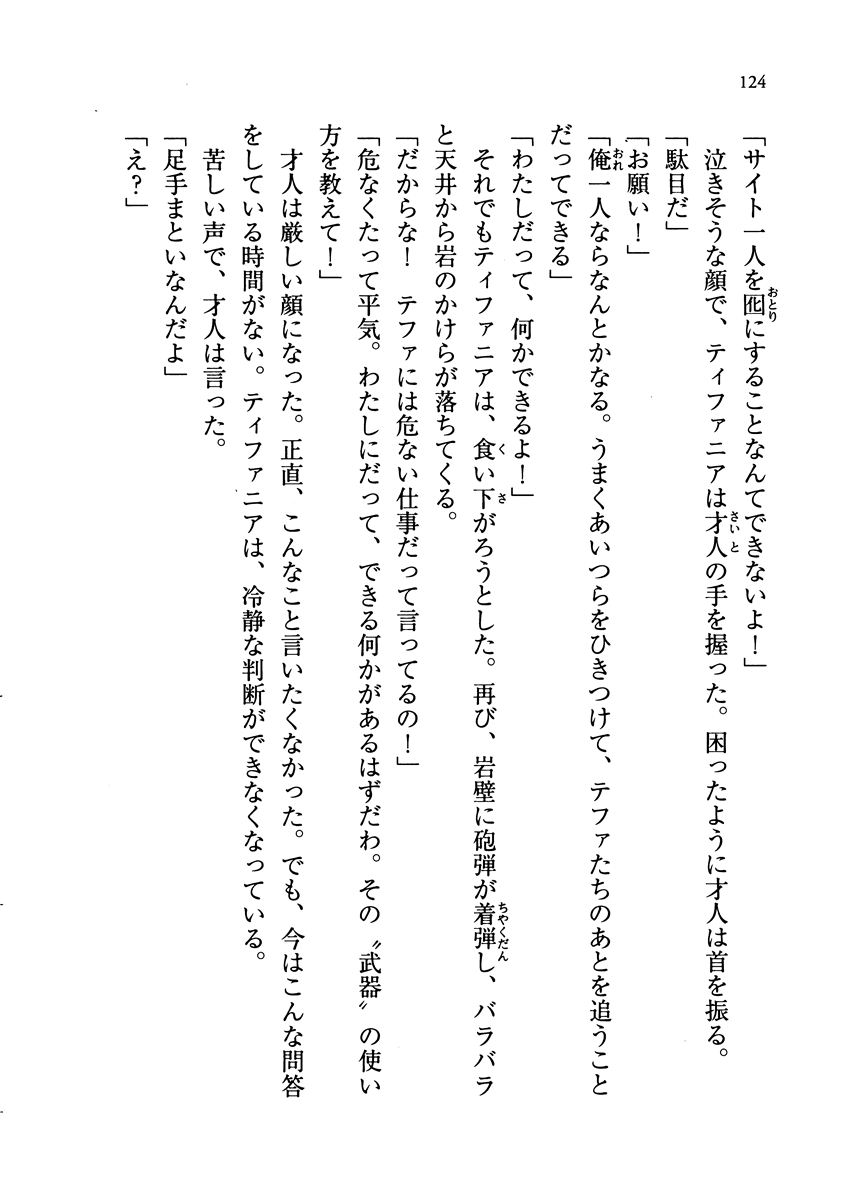 124
「サイト一人を囮にすることなんてできないよ！」
泣きそうな顔で、ティファニアは才人の手を握った。困ったように才人は首を振る。
「駄目だ」
「お願い！」
「俺一人ならなんとかなる。うまくあいつらをひきつけて、テファたちのあとを追うこと
だってできる」
「わたしだって、何かできるよ！」
それでもティファニアは、食い下がろうとした。再び、岩壁に砲弾が着弾し、バラバラ
と天井から岩のかけらが落ちてくる。
「だからな！　テファには危ない仕事だって言ってるの！」
「危なくたって平気。わたしにだって、できる何かがあるはずだわ。その〝武器〟の使い
方を教えて！」
才人は厳しい顔になった。正直、こんなこと言いたくなかった。でも、今はこんな問答
をしている時間がない。ティファニアは、冷静な判断ができなくなっている。
苦しい声で、才人は言った。
「足手まといなんだよ」
「え？」